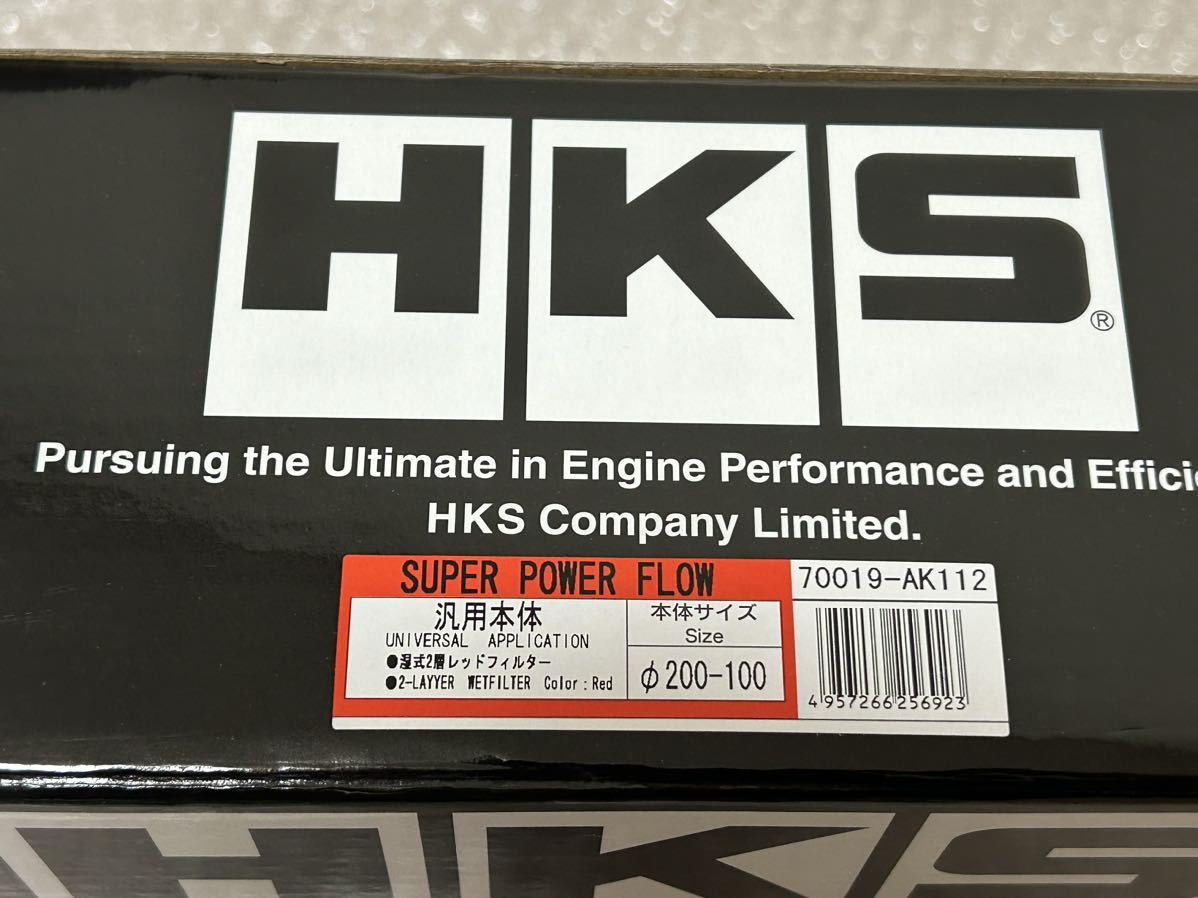 HKS®
Pursuing the Ultimate in Engine Performance and
HKS Company Limited.
SUPER POWER FLOW
70019-AK112
汎用本体
UNIVERSAL APPLICATION
●湿式2層レッドフィルター
●2-LAYYER WETFILTER Color:Red
本体サイズ
Size
φ200-100
4957266256923
HKS